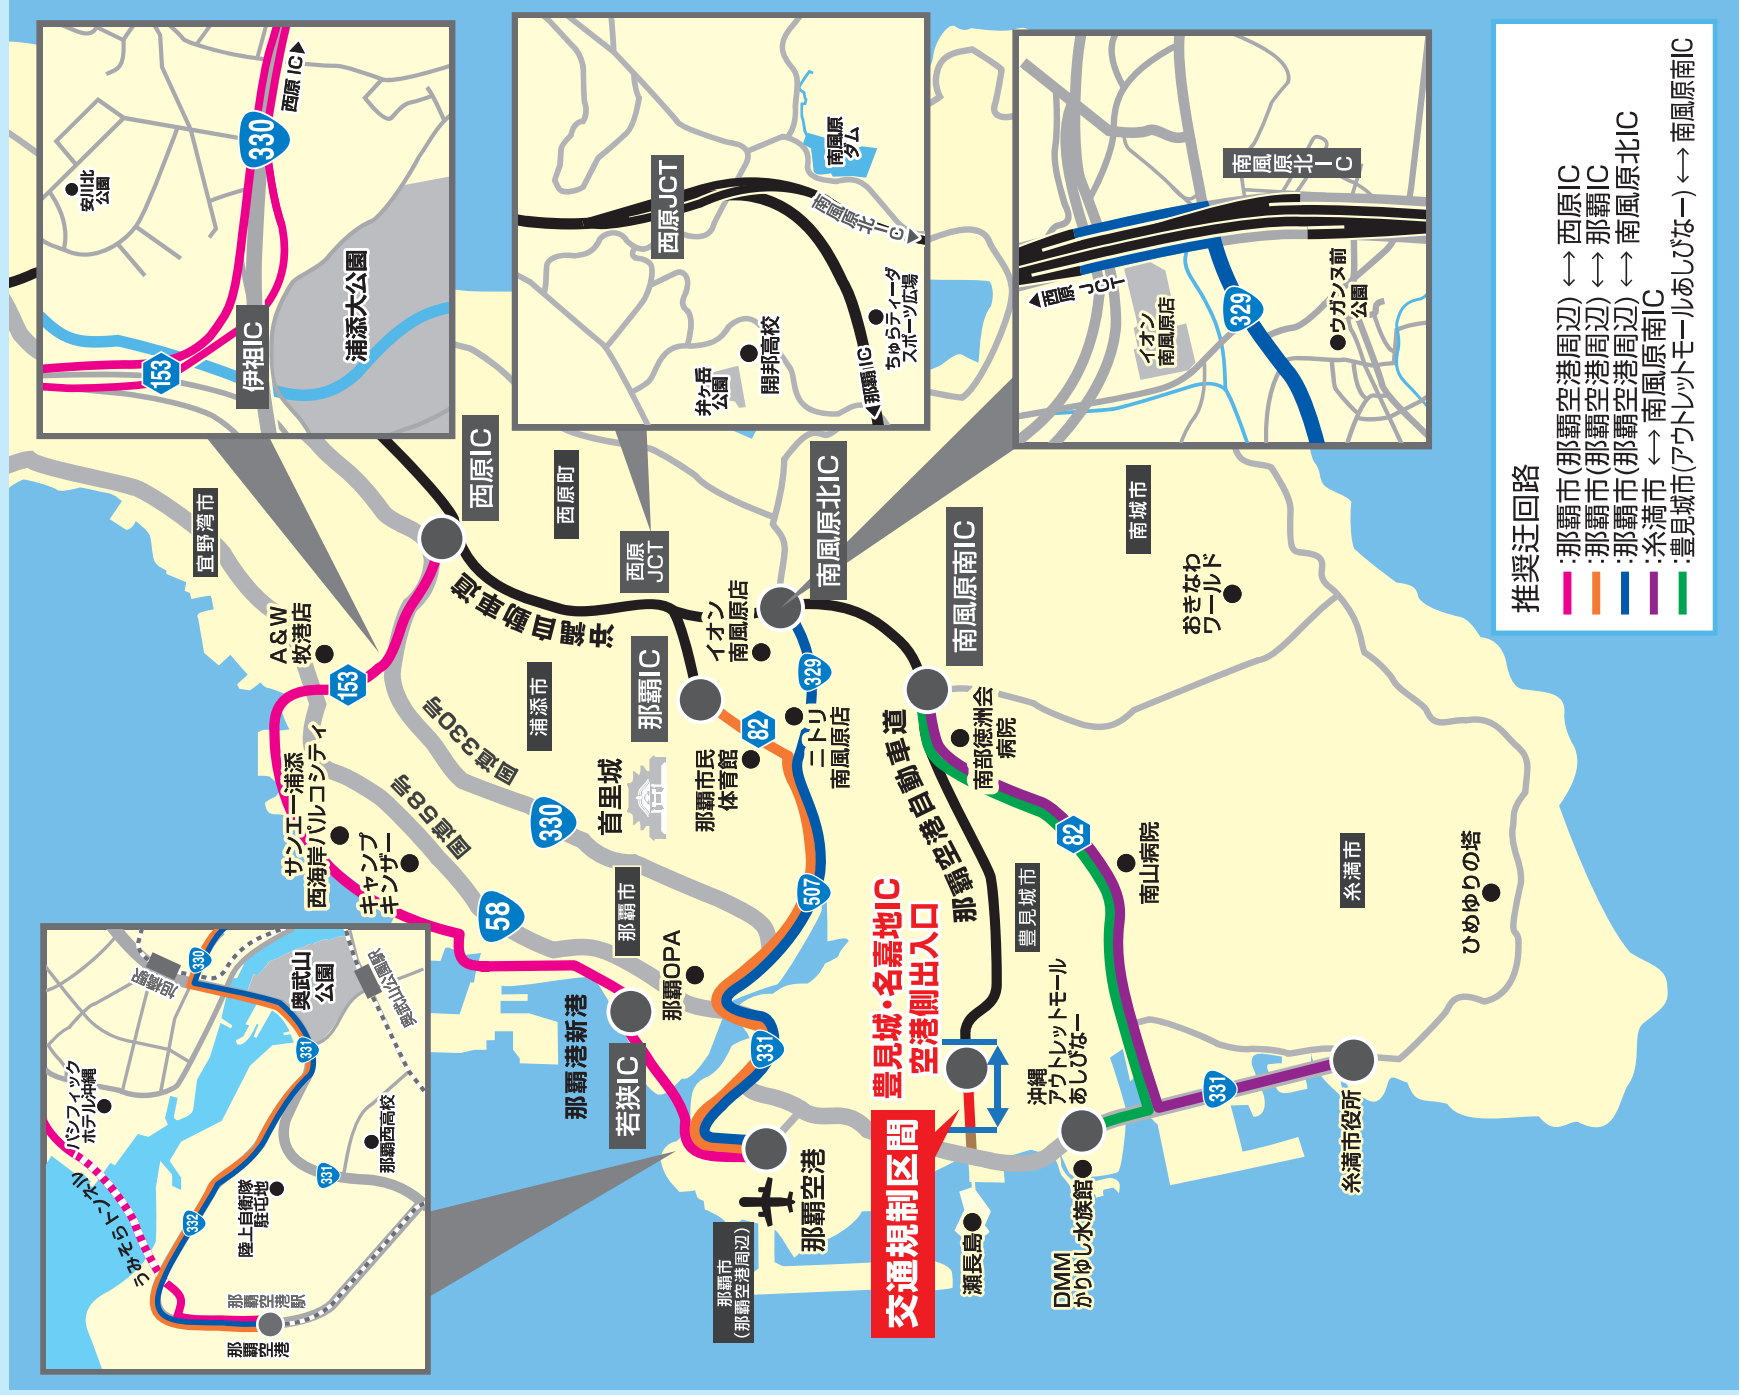 推奨迂回路
:那覇市(那覇空港周辺)⟷西原IC
:那覇市(那覇空港周辺)⟷那覇IC
:那覇市(那覇空港周辺)⟷南風原北IC
:糸満市⟷南風原南IC
:豊見城市(アウトレットモールあしびなー)⟷南風原南IC
安川北
公園
330
西原IC
153
伊祖IC
浦添大公園
西原JCT
南風原
ダム
南風原北IC
弁ヶ岳
公園
開邦高校
ちゅらティーダ
スポーツ広場
那覇IC
南風原北IC
西原
JCT
イオン
南風原店
329
ウガンヌ前
公園
旭橋駅
330
奥武山
公園
奥武山公園駅
331
パシフィック
ホテル沖縄
那覇西高校
331
陸上自衛隊
駐屯地
332
うみそらトンネル
那覇空港駅
那覇
空港
宜野湾市
西原IC
西原町
西原
JCT
南風原北IC
南風原南IC
南城市
沖縄自動車道
A&W
牧港店
153
国道330号
国道58号
浦添市
那覇IC
イオン
南風原店
329
82
ニトリ
南風原店
那覇市民
体育館
首里城
330
サンエー浦添
西海岸パルコシティ
キャンプ
キンザー
58
那覇市
那覇OPA
507
那覇港新港
若狭IC
331
那覇空港
那覇市
(那覇空港周辺)
那覇空港自動車道
南部徳洲会
病院
82
南山病院
おきなわ
ワールド
豊見城市
糸満市
ひめゆりの塔
豊見城・名嘉地IC
空港側出入口
交通規制区間
沖縄
アウトレットモール
あしびなー
331
糸満市役所
瀬長島
DMM
かりゆし水族館